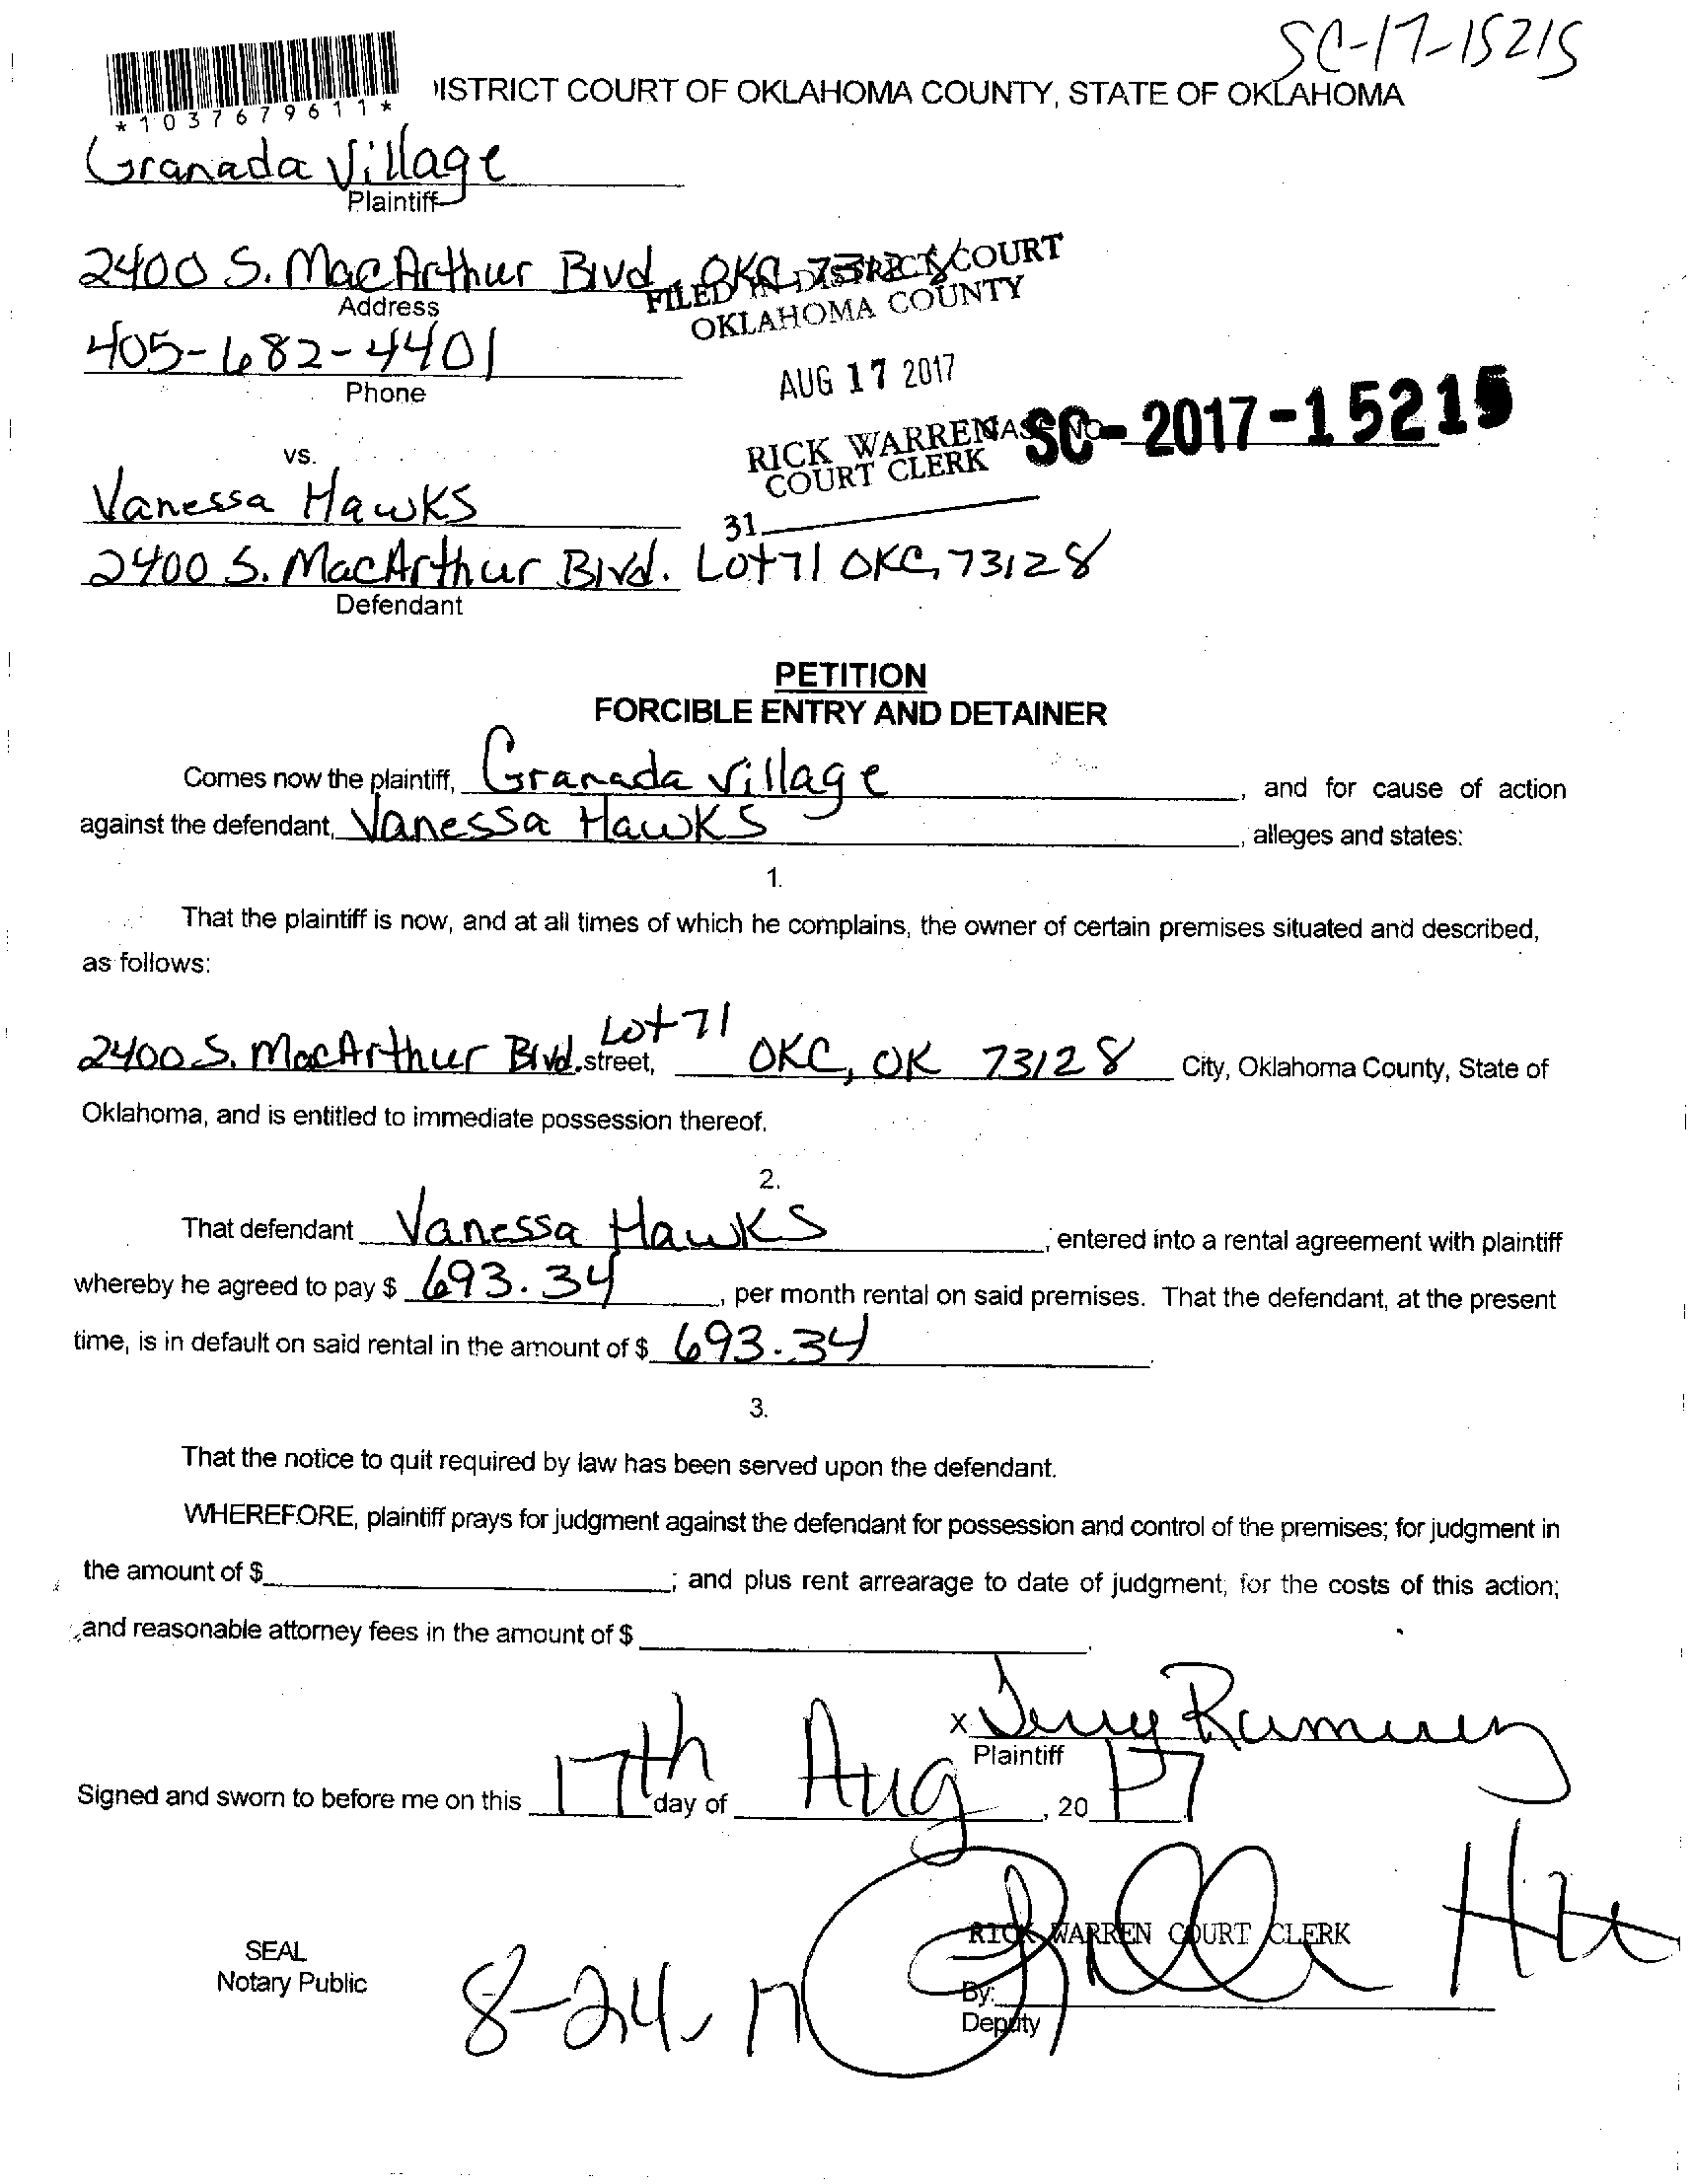 SC-17-15215
*1037679611*
DISTRICT COURT OF OKLAHOMA COUNTY, STATE OF OKLAHOMA
Granada Village
Plaintiff
2400 S. MacArthur Blvd. OKC 73128
Address
FILED IN DISTRICT COURT
OKLAHOMA COUNTY
405-682-4401
Phone
AUG 17 2017
RICK WARREN
COURT CLERK
CASE NO. SC-2017-15215
vs.
Vanessa Hawks
31
2400 S. MacArthur Blvd. Lot 71 OKC, 73128
Defendant
PETITION
FORCIBLE ENTRY AND DETAINER
Comes now the plaintiff, Granada Village, and for cause of action
against the defendant, Vanessa Hawks, alleges and states:
1.
That the plaintiff is now, and at all times of which he complains, the owner of certain premises situated and described,
as follows:
2400 S. MacArthur Blvd. Lot 71 street, OKC, OK 73128 City, Oklahoma County, State of
Oklahoma, and is entitled to immediate possession thereof.
2.
That defendant Vanessa Hawks, entered into a rental agreement with plaintiff
whereby he agreed to pay $ 693.34, per month rental on said premises. That the defendant, at the present
time, is in default on said rental in the amount of $ 693.34.
3.
That the notice to quit required by law has been served upon the defendant.
WHEREFORE, plaintiff prays for judgment against the defendant for possession and control of the premises; for judgment in
the amount of $; and plus rent arrearage to date of judgment; for the costs of this action;
and reasonable attorney fees in the amount of $.
x
Plaintiff
Signed and sworn to before me on this 17th day of Aug, 20 17
RICK WARREN COURT CLERK
SEAL
Notary Public
8-24-17
By:
Deputy